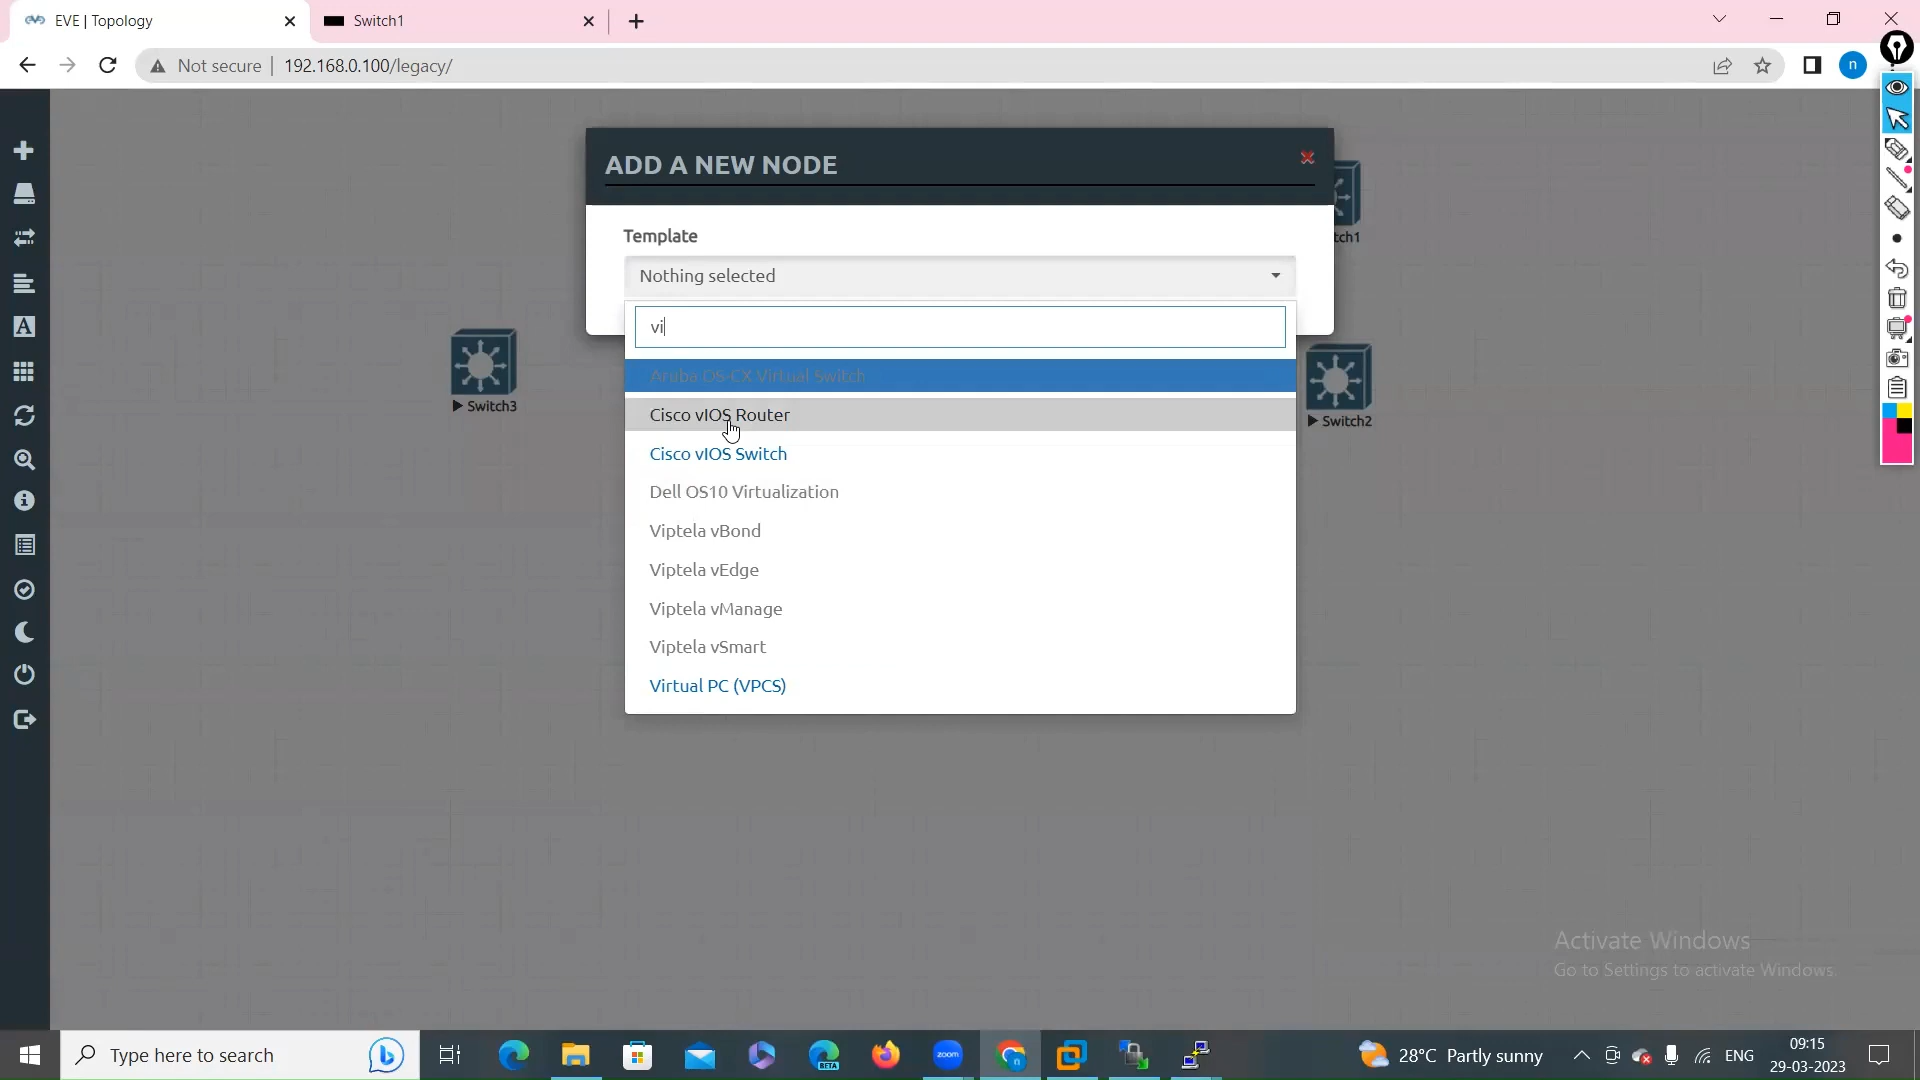 EVE | Topology
Switch1
Not secure
192.168.0.100/legacy/
n
ADD A NEW NODE
Template
Nothing selected
vi
Aruba OS-CX Virtual Switch
Cisco vIOS Router
Cisco vIOS Switch
Dell OS10 Virtualization
Viptela vBond
Viptela vEdge
Viptela vManage
Viptela vSmart
Virtual PC (VPCS)
tch1
Switch3
Switch2
Activate Windows
Go to Settings to activate Windows.
Type here to search
BETA
zoom
n
28°C Partly sunny
ENG
09:15
29-03-2023